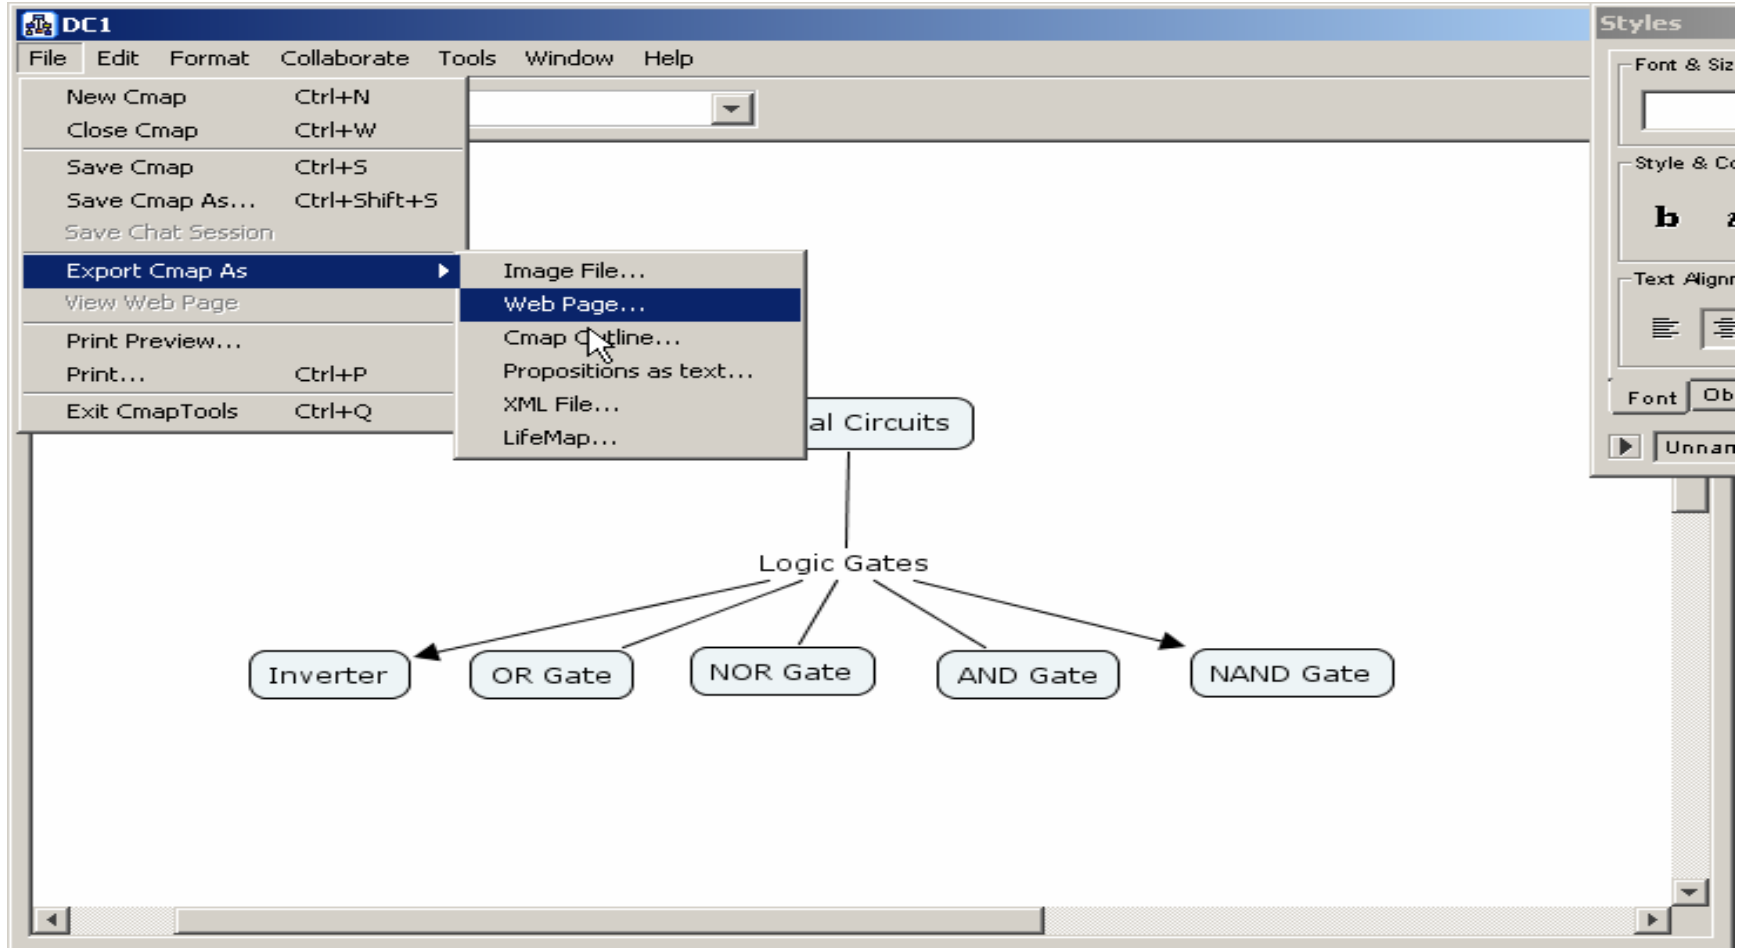 DC1
File Edit Format Collaborate Tools Window Help
New Cmap Ctrl+N
Close Cmap Ctrl+W
Save Cmap Ctrl+S
Save Cmap As... Ctrl+Shift+S
Save Chat Session
Export Cmap As
View Web Page
Print Preview...
Print... Ctrl+P
Exit CmapTools Ctrl+Q
Image File...
Web Page...
Cmap Outline...
Propositions as text...
XML File...
LifeMap...
al Circuits
Logic Gates
Inverter OR Gate NOR Gate AND Gate NAND Gate
Styles
Font & Siz
Style & Co
b
Text Alignr
Font Ob
Unnam